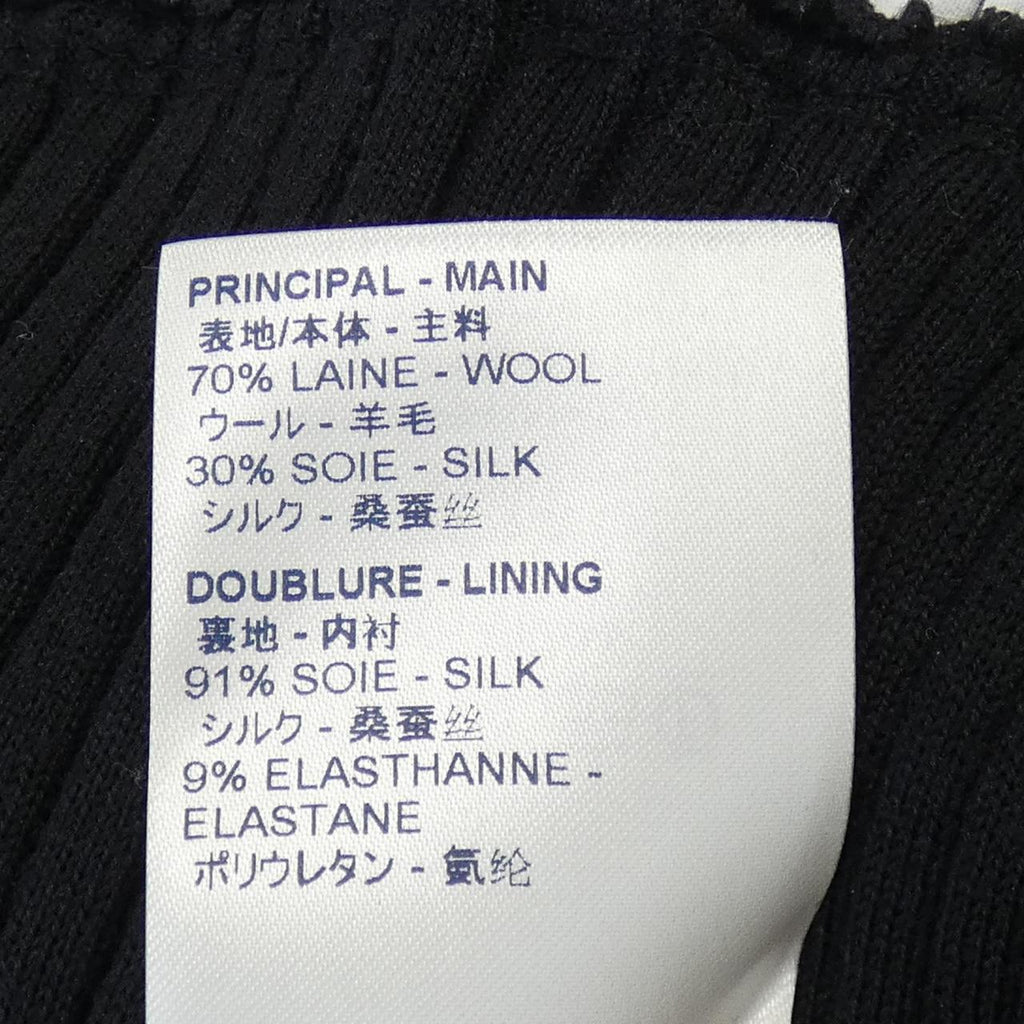 PRINCIPAL - MAIN
表地/本体 - 主料
70% LAINE - WOOL
ウール - 羊毛
30% SOIE - SILK
シルク - 桑蚕丝
DOUBLURE - LINING
裏地 - 内衬
91% SOIE - SILK
シルク - 桑蚕丝
9% ELASTHANNE -
ELASTANE
ポリウレタン - 氨纶